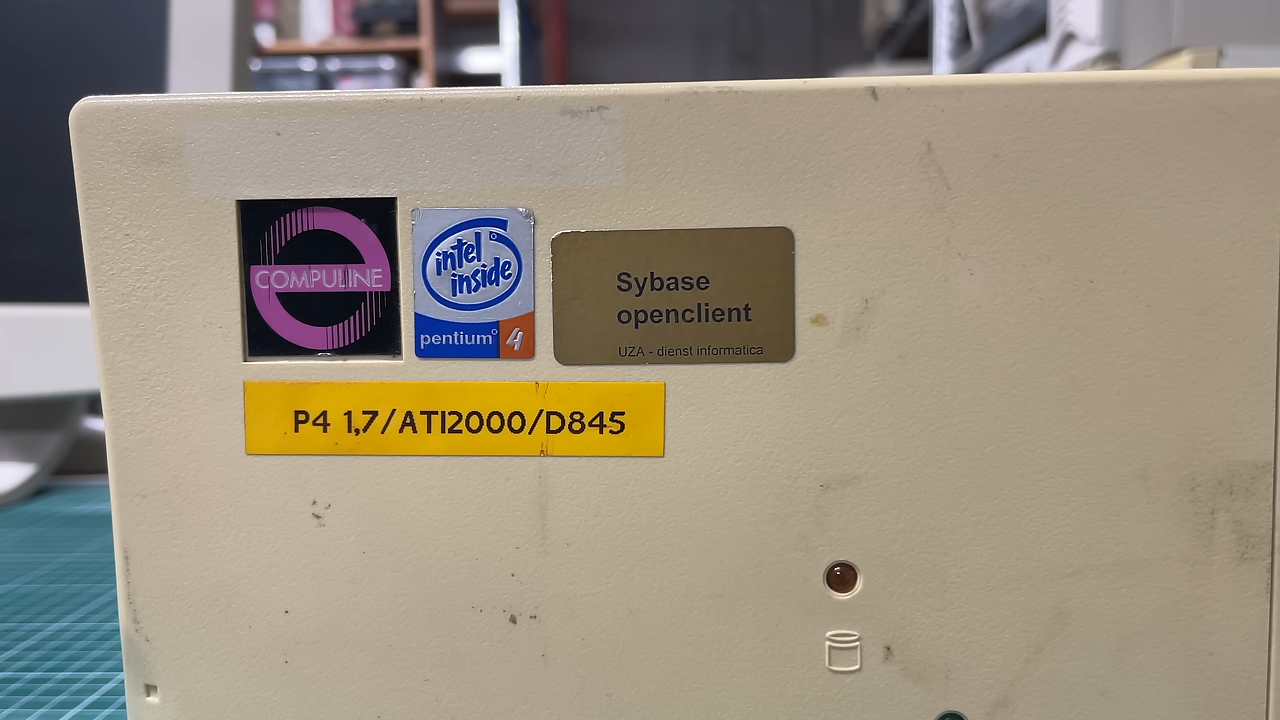 COMPULINE
intel
inside
pentium 4
Sybase
openclient
UZA - dienst informatica
P4 1,7/ATI2000/D845